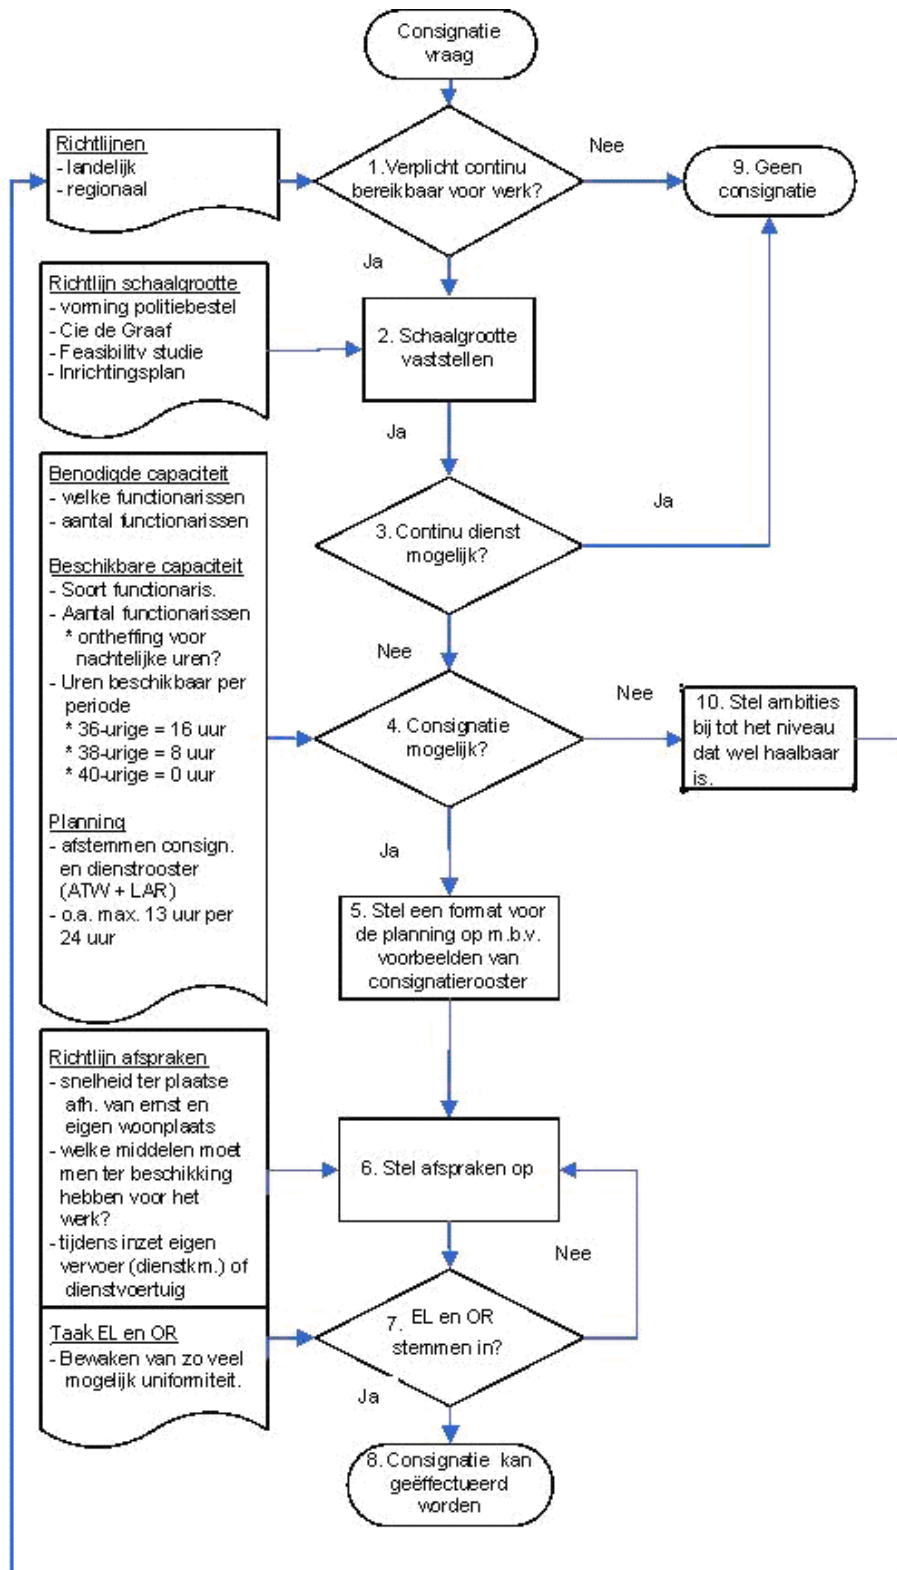 Consignatie
vraag
Richtlijnen
- landelijk
- regionaal
1. Verplicht continu
bereikbaar voor werk?
Nee
9. Geen
consignatie
Ja
Richtlijn schaalgrootte
- vorming politiebestel
- Cie de Graaf
- Feasibility studie
- Inrichtingsplan
2. Schaalgrootte
vaststellen
Ja
Benodigde capaciteit
- welke functionarissen
- aantal functionarissen
Beschikbare capaciteit
- Soort functionaris.
- Aantal functionarissen
* ontheffing voor
nachtelijke uren?
- Uren beschikbaar per
periode
* 36-urige = 16 uur
* 38-urige = 8 uur
* 40-urige = 0 uur
Planning
- afstemmen consign.
en dienstrooster
(ATW + LAR)
- o.a. max. 13 uur per
24 uur
3. Continu dienst
mogelijk?
Ja
Nee
4. Consignatie
mogelijk?
Nee
10. Stel ambities
bij tot het niveau
dat wel haalbaar
is.
Ja
5. Stel een format voor
de planning op m.b.v.
voorbeelden van
consignatierooster
Richtlijn afspraken
- snelheid ter plaatse
afh. van ernst en
eigen woonplaats
- welke middelen moet
men ter beschikking
hebben voor het
werk?
- tijdens inzet eigen
vervoer (dienstkm.) of
dienstvoertuig
6. Stel afspraken op
Nee
Taak EL en OR
- Bewaken van zo veel
mogelijk uniformiteit.
7. EL en OR
stemmen in?
Ja
8. Consignatie kan
geëffectueerd
worden